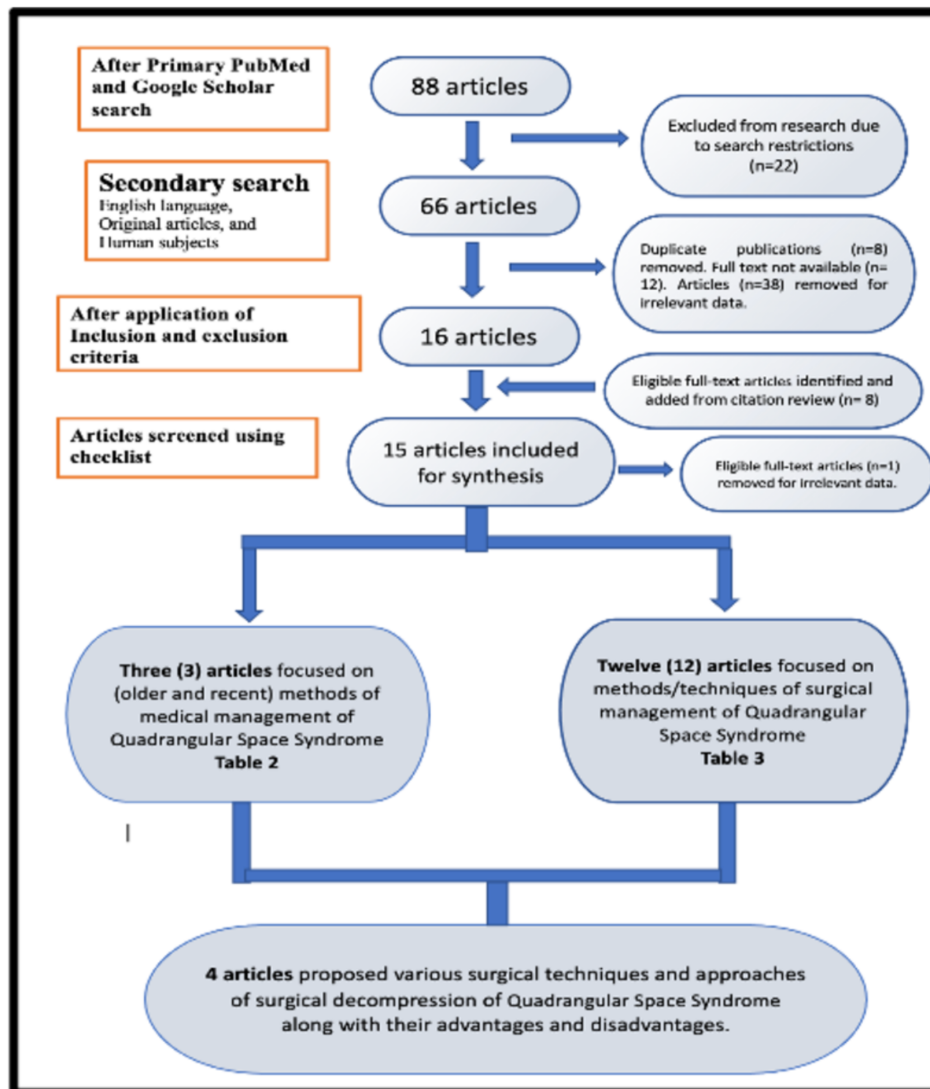 After Primary PubMed
and Google Scholar
search
88 articles
Excluded from research due
to search restrictions
(n=22)
Secondary search
English language,
Original articles, and
Human subjects
66 articles
Duplicate publications (n=8)
removed. Full text not available (n=
12). Articles (n=38) removed for
irrelevant data.
After application of
Inclusion and exclusion
criteria
16 articles
Eligible full-text articles identified and
added from citation review (n= 8)
Articles screened using
checklist
15 articles included
for synthesis
Eligible full-text articles (n=1)
removed for irrelevant data.
Three (3) articles focused on
(older and recent) methods of
medical management of
Quadrangular Space Syndrome
Table 2
Twelve (12) articles focused on
methods/techniques of surgical
management of Quadrangular
Space Syndrome
Table 3
4 articles proposed various surgical techniques and approaches
of surgical decompression of Quadrangular Space Syndrome
along with their advantages and disadvantages.